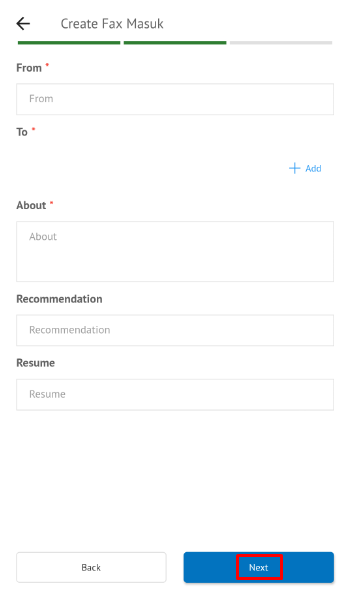 Create Fax Masuk
From *
From
To *
+ Add
About *
About
Recommendation
Recommendation
Resume
Resume
Back
Next